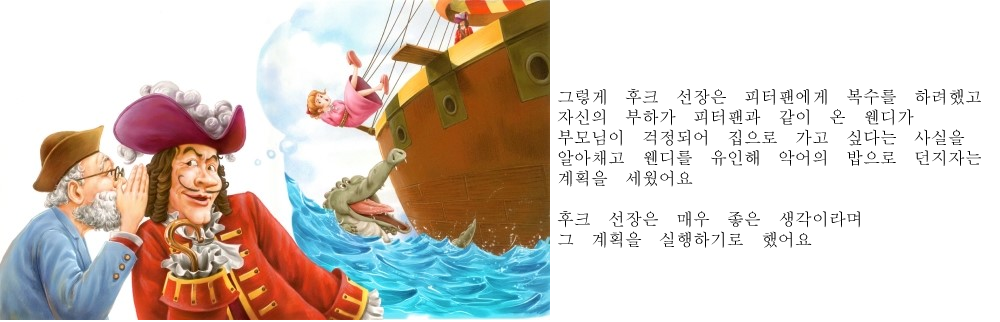 그렇게 후크 선장은 피터팬에게 복수를 하려했고
자신의 부하가 피터팬과 같이 온 웬디가
부모님이 걱정되어 집으로 가고 싶다는 사실을
알아채고 웬디를 유인해 악어의 밥으로 던지자는
계획을 세웠어요
후크 선장은 매우 좋은 생각이라며
그 계획을 실행하기로 했어요